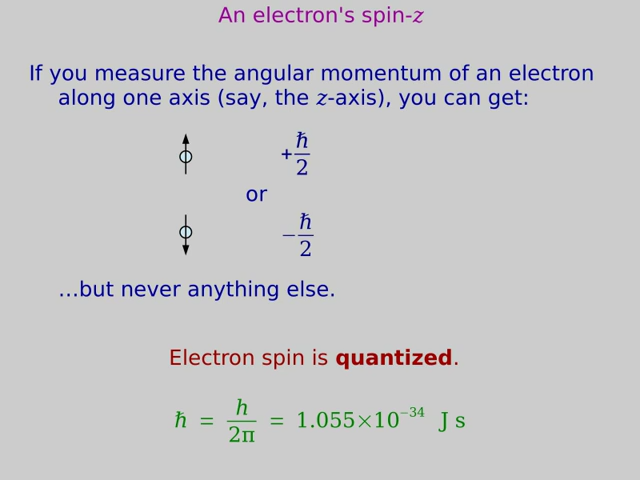 An electron's spin-z
If you measure the angular momentum of an electron
along one axis (say, the z-axis), you can get:
+ℏ/2
or
−ℏ/2
…but never anything else.
Electron spin is quantized.
ℏ = h/2π = 1.055×10⁻³⁴ J s